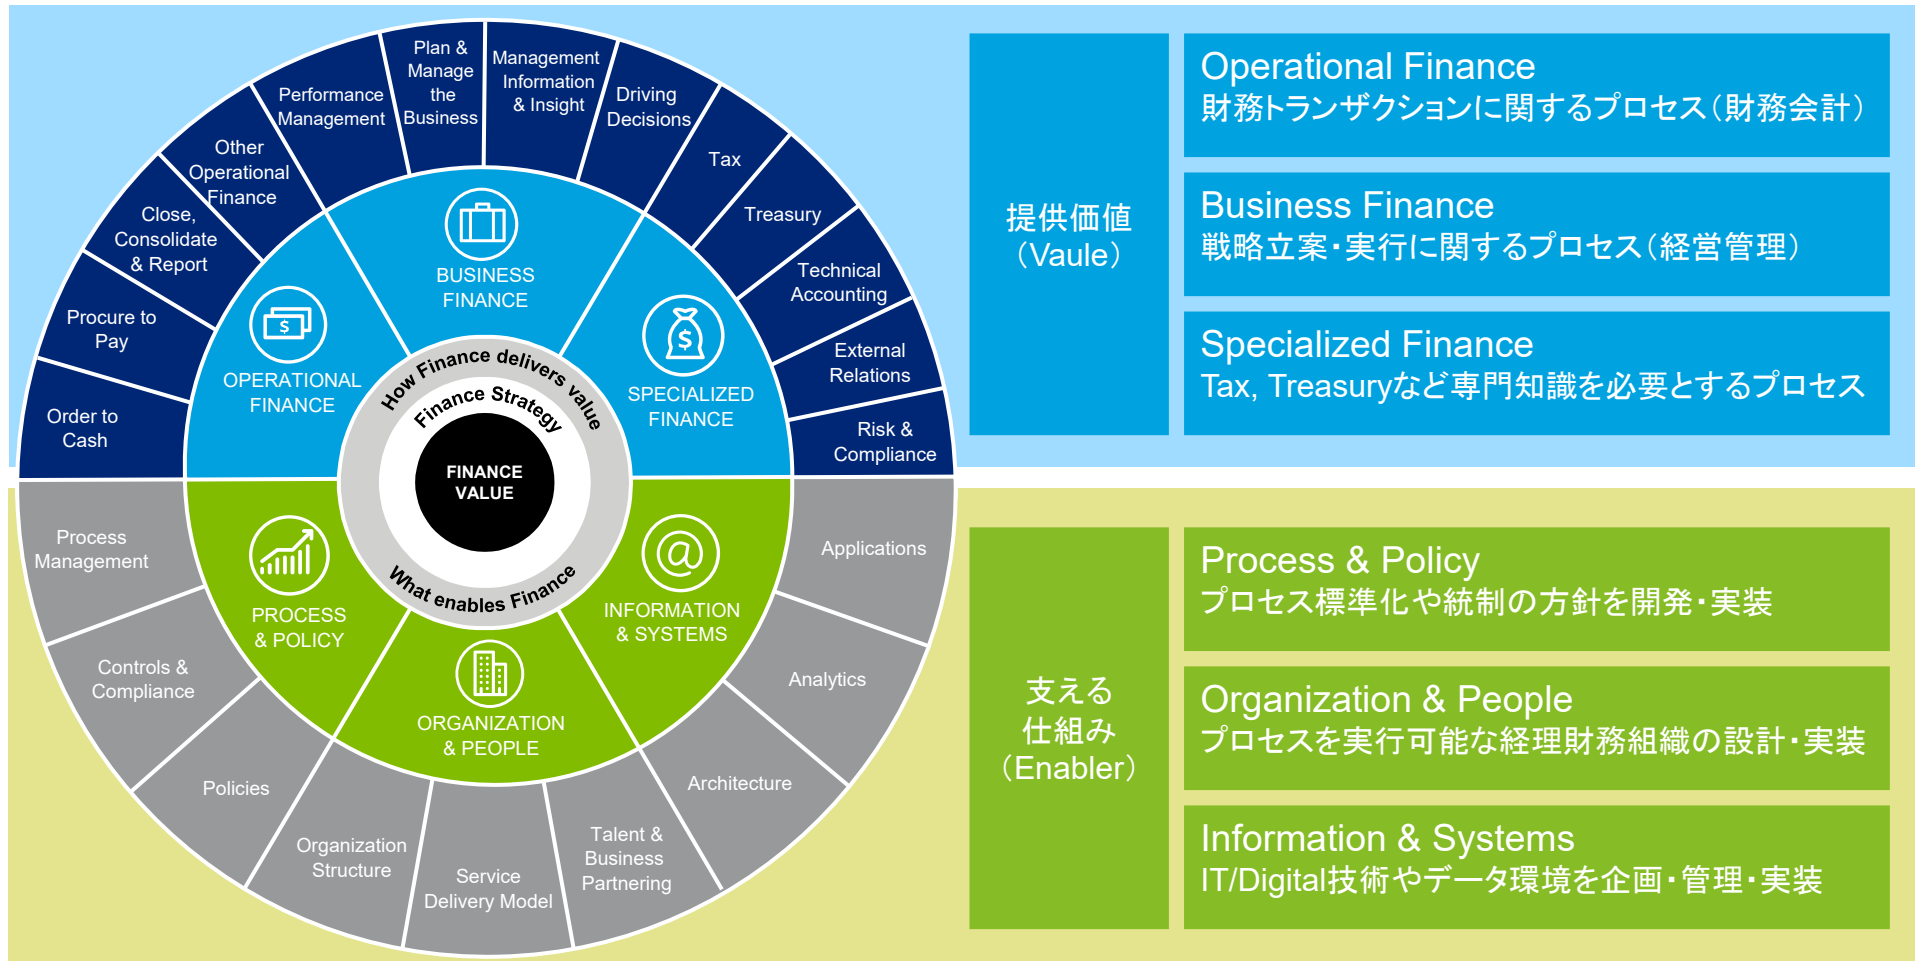 Plan &
Manage
the
Business
Management
Information
& Insight
Performance
Management
Driving
Decisions
Other
Operational
Finance
Tax
Close,
Consolidate
& Report
Treasury
Procure to
Pay
Technical
Accounting
Order to
Cash
External
Relations
Risk &
Compliance
BUSINESS
FINANCE
OPERATIONAL
FINANCE
SPECIALIZED
FINANCE
How Finance delivers value
Finance Strategy
FINANCE
VALUE
What enables Finance
PROCESS
& POLICY
ORGANIZATION
& PEOPLE
INFORMATION
& SYSTEMS
Process
Management
Controls &
Compliance
Policies
Organization
Structure
Service
Delivery Model
Talent &
Business
Partnering
Architecture
Analytics
Applications
提供価値
（Vaule）
Operational Finance
財務トランザクションに関するプロセス（財務会計）
Business Finance
戦略立案・実行に関するプロセス（経営管理）
Specialized Finance
Tax, Treasuryなど専門知識を必要とするプロセス
支える
仕組み
（Enabler）
Process & Policy
プロセス標準化や統制の方針を開発・実装
Organization & People
プロセスを実行可能な経理財務組織の設計・実装
Information & Systems
IT/Digital技術やデータ環境を企画・管理・実装